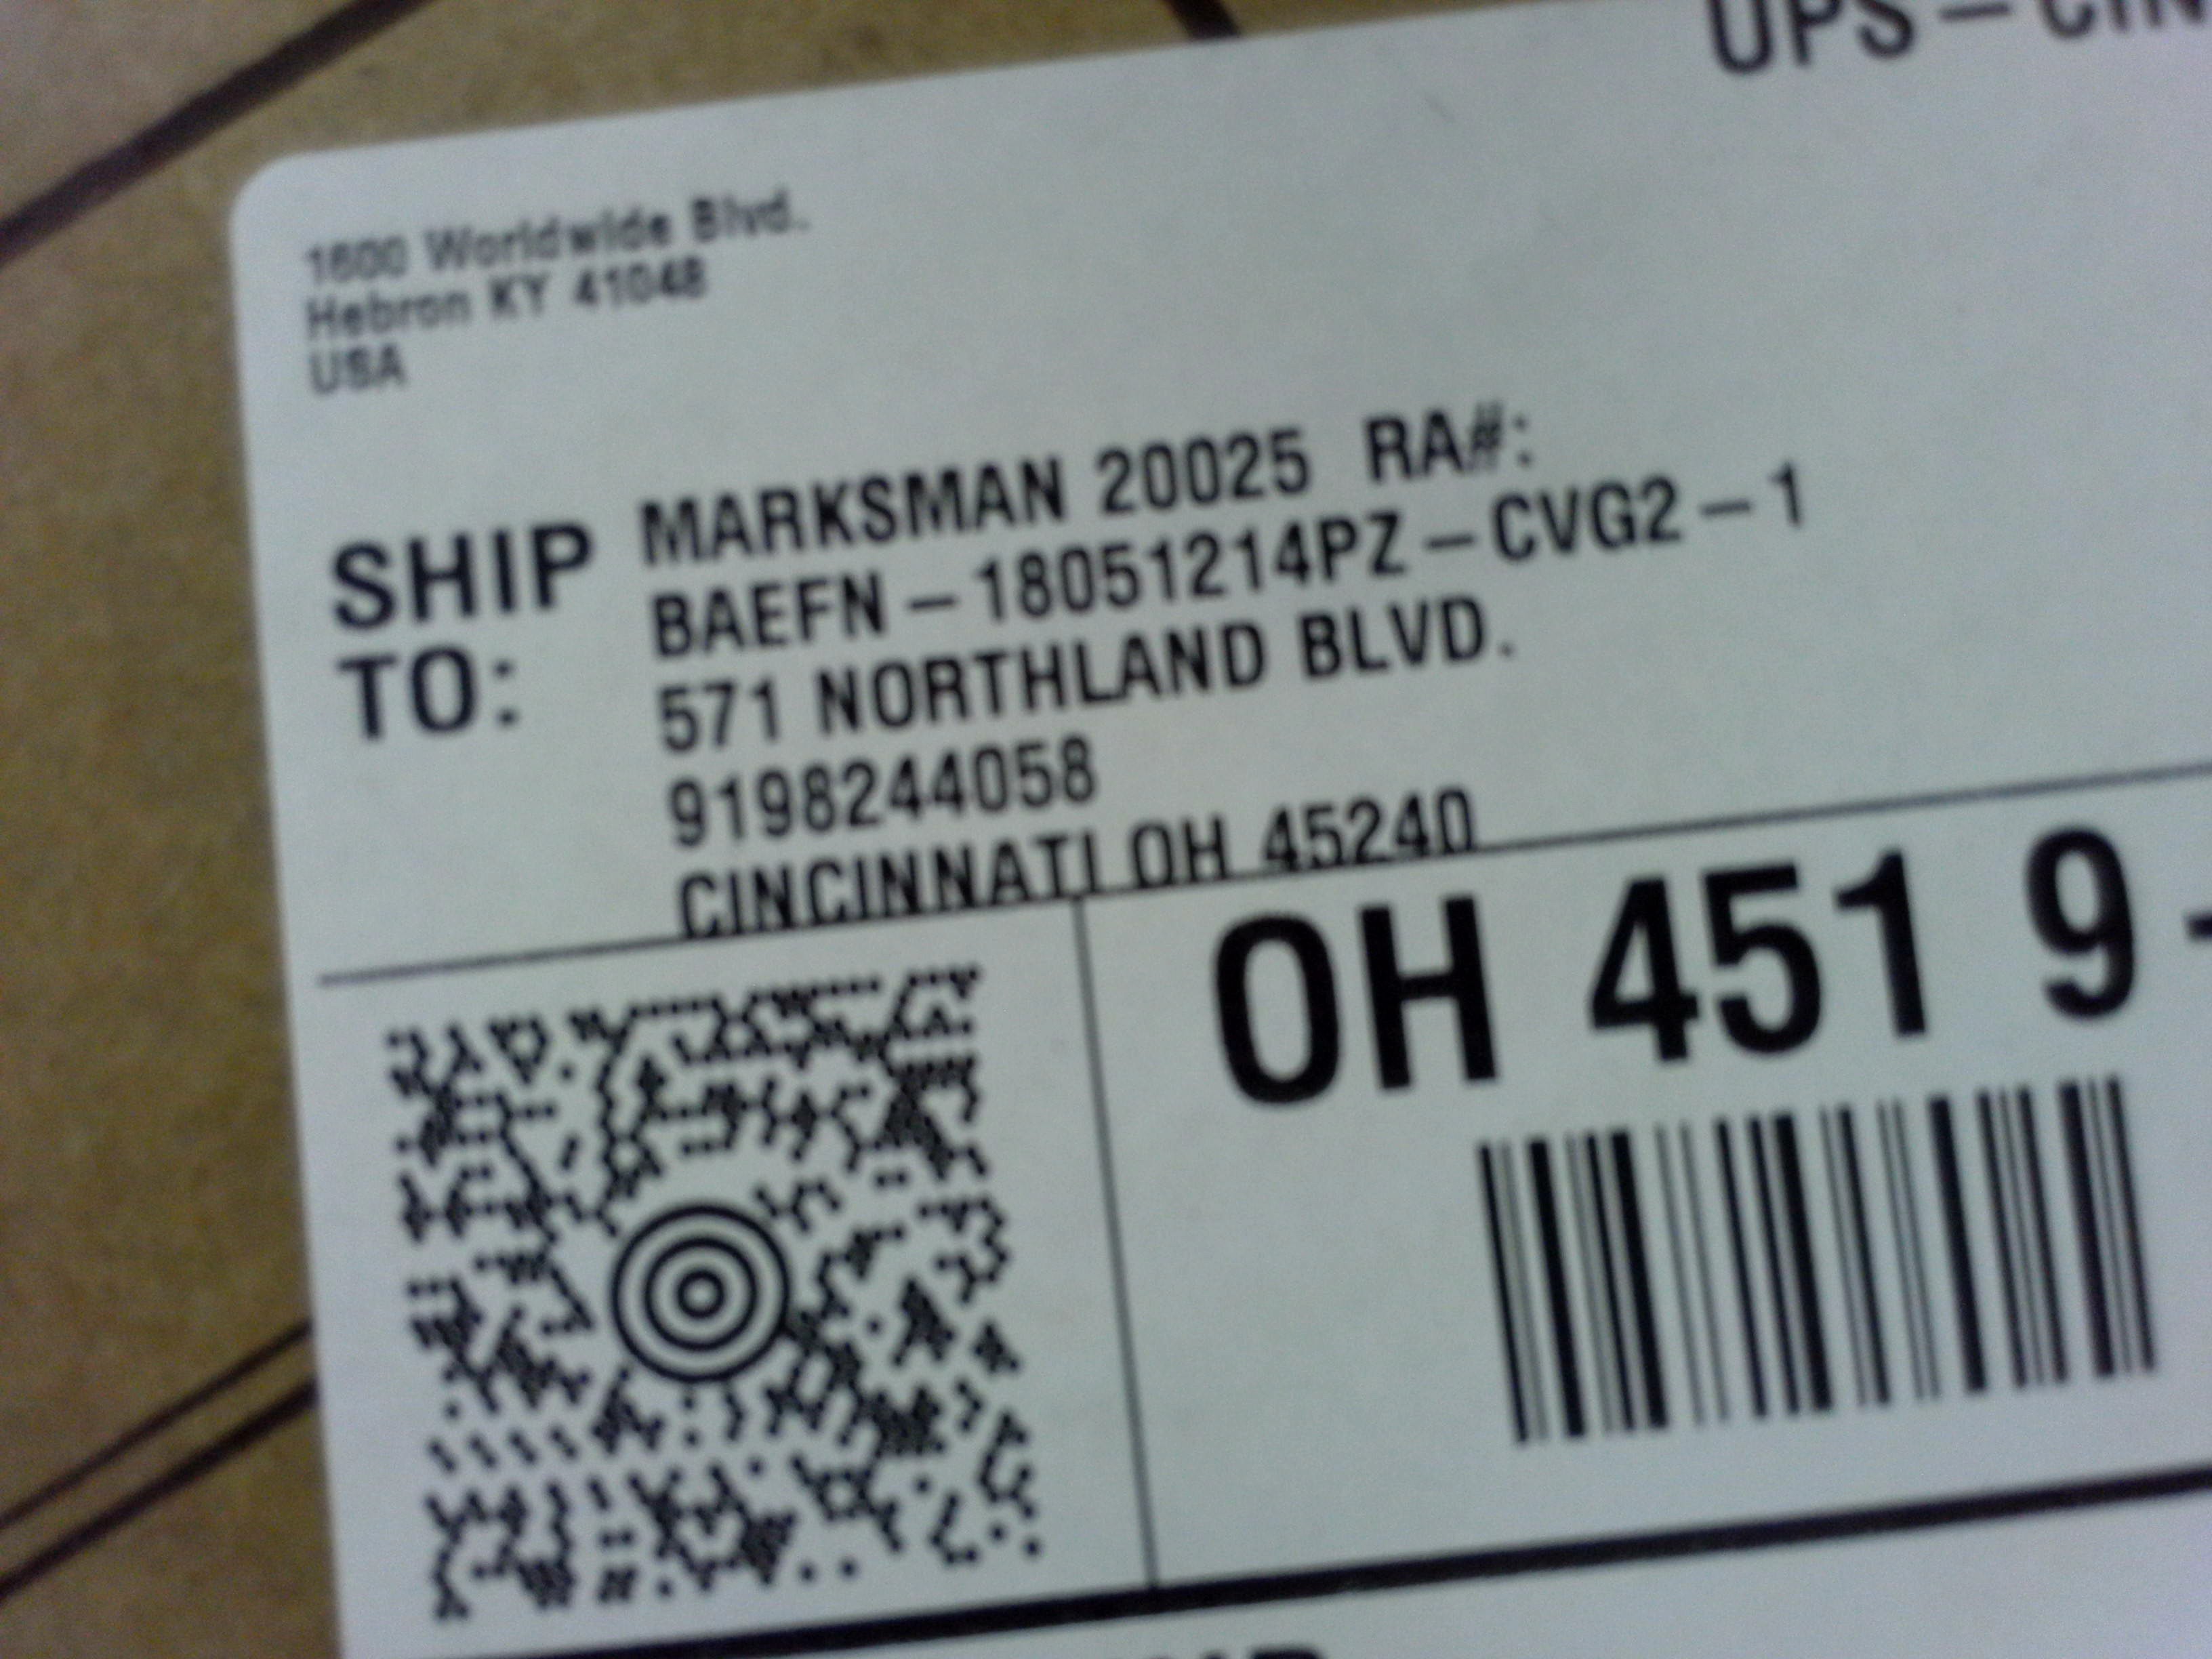 UPS – CIN
1600 Worldwide Blvd.
Hebron KY 41048
USA
SHIP TO:
MARKSMAN 20025 RA#:
BAEFN – 18051214PZ – CVG2 – 1
571 NORTHLAND BLVD.
9198244058
CINCINNATI OH 45240
OH 451 9 -